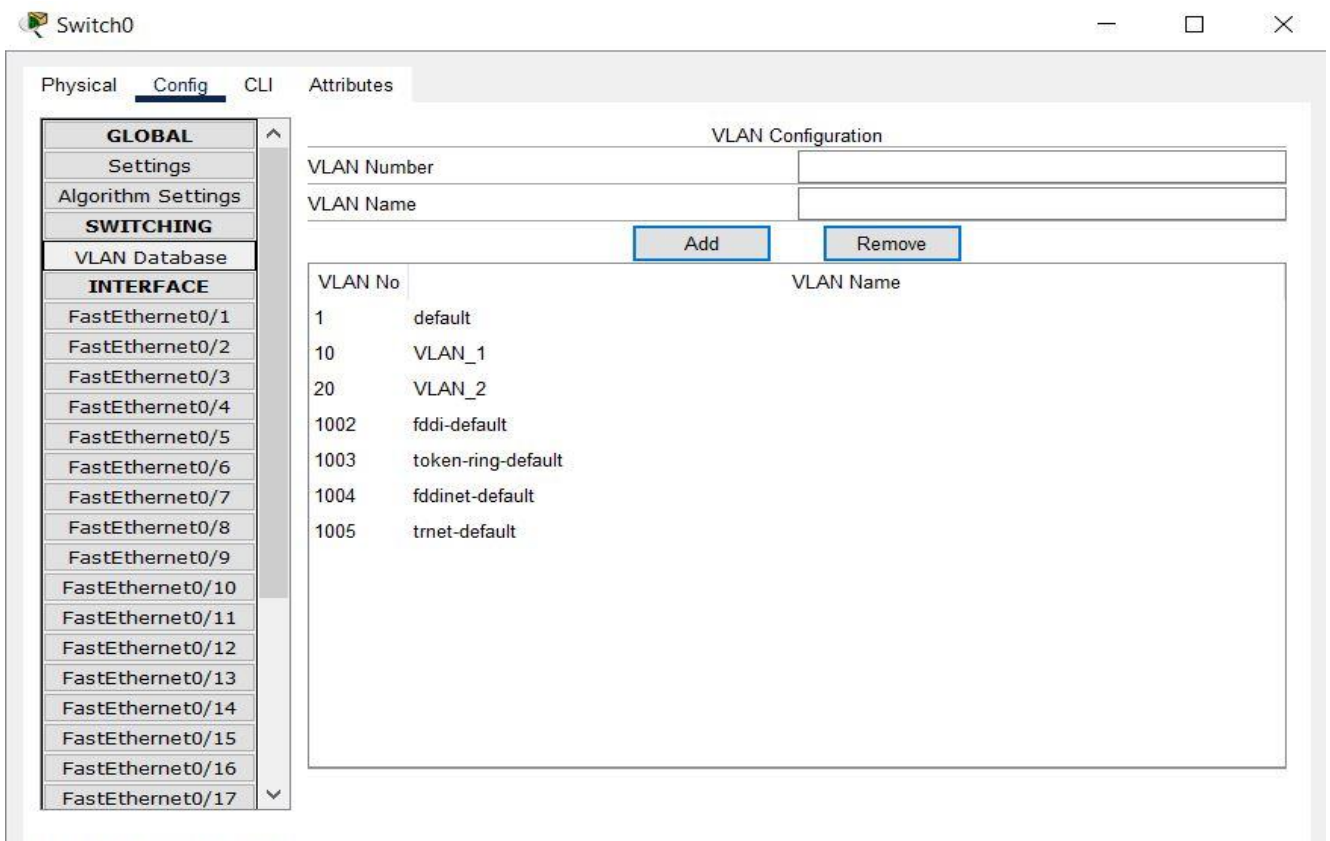 Switch0
Physical Config CLI Attributes
GLOBAL
Settings
Algorithm Settings
SWITCHING
VLAN Database
INTERFACE
FastEthernet0/1
FastEthernet0/2
FastEthernet0/3
FastEthernet0/4
FastEthernet0/5
FastEthernet0/6
FastEthernet0/7
FastEthernet0/8
FastEthernet0/9
FastEthernet0/10
FastEthernet0/11
FastEthernet0/12
FastEthernet0/13
FastEthernet0/14
FastEthernet0/15
FastEthernet0/16
FastEthernet0/17
VLAN Configuration
VLAN Number
VLAN Name
Add Remove
VLAN No VLAN Name
1 default
10 VLAN_1
20 VLAN_2
1002 fddi-default
1003 token-ring-default
1004 fddinet-default
1005 trnet-default